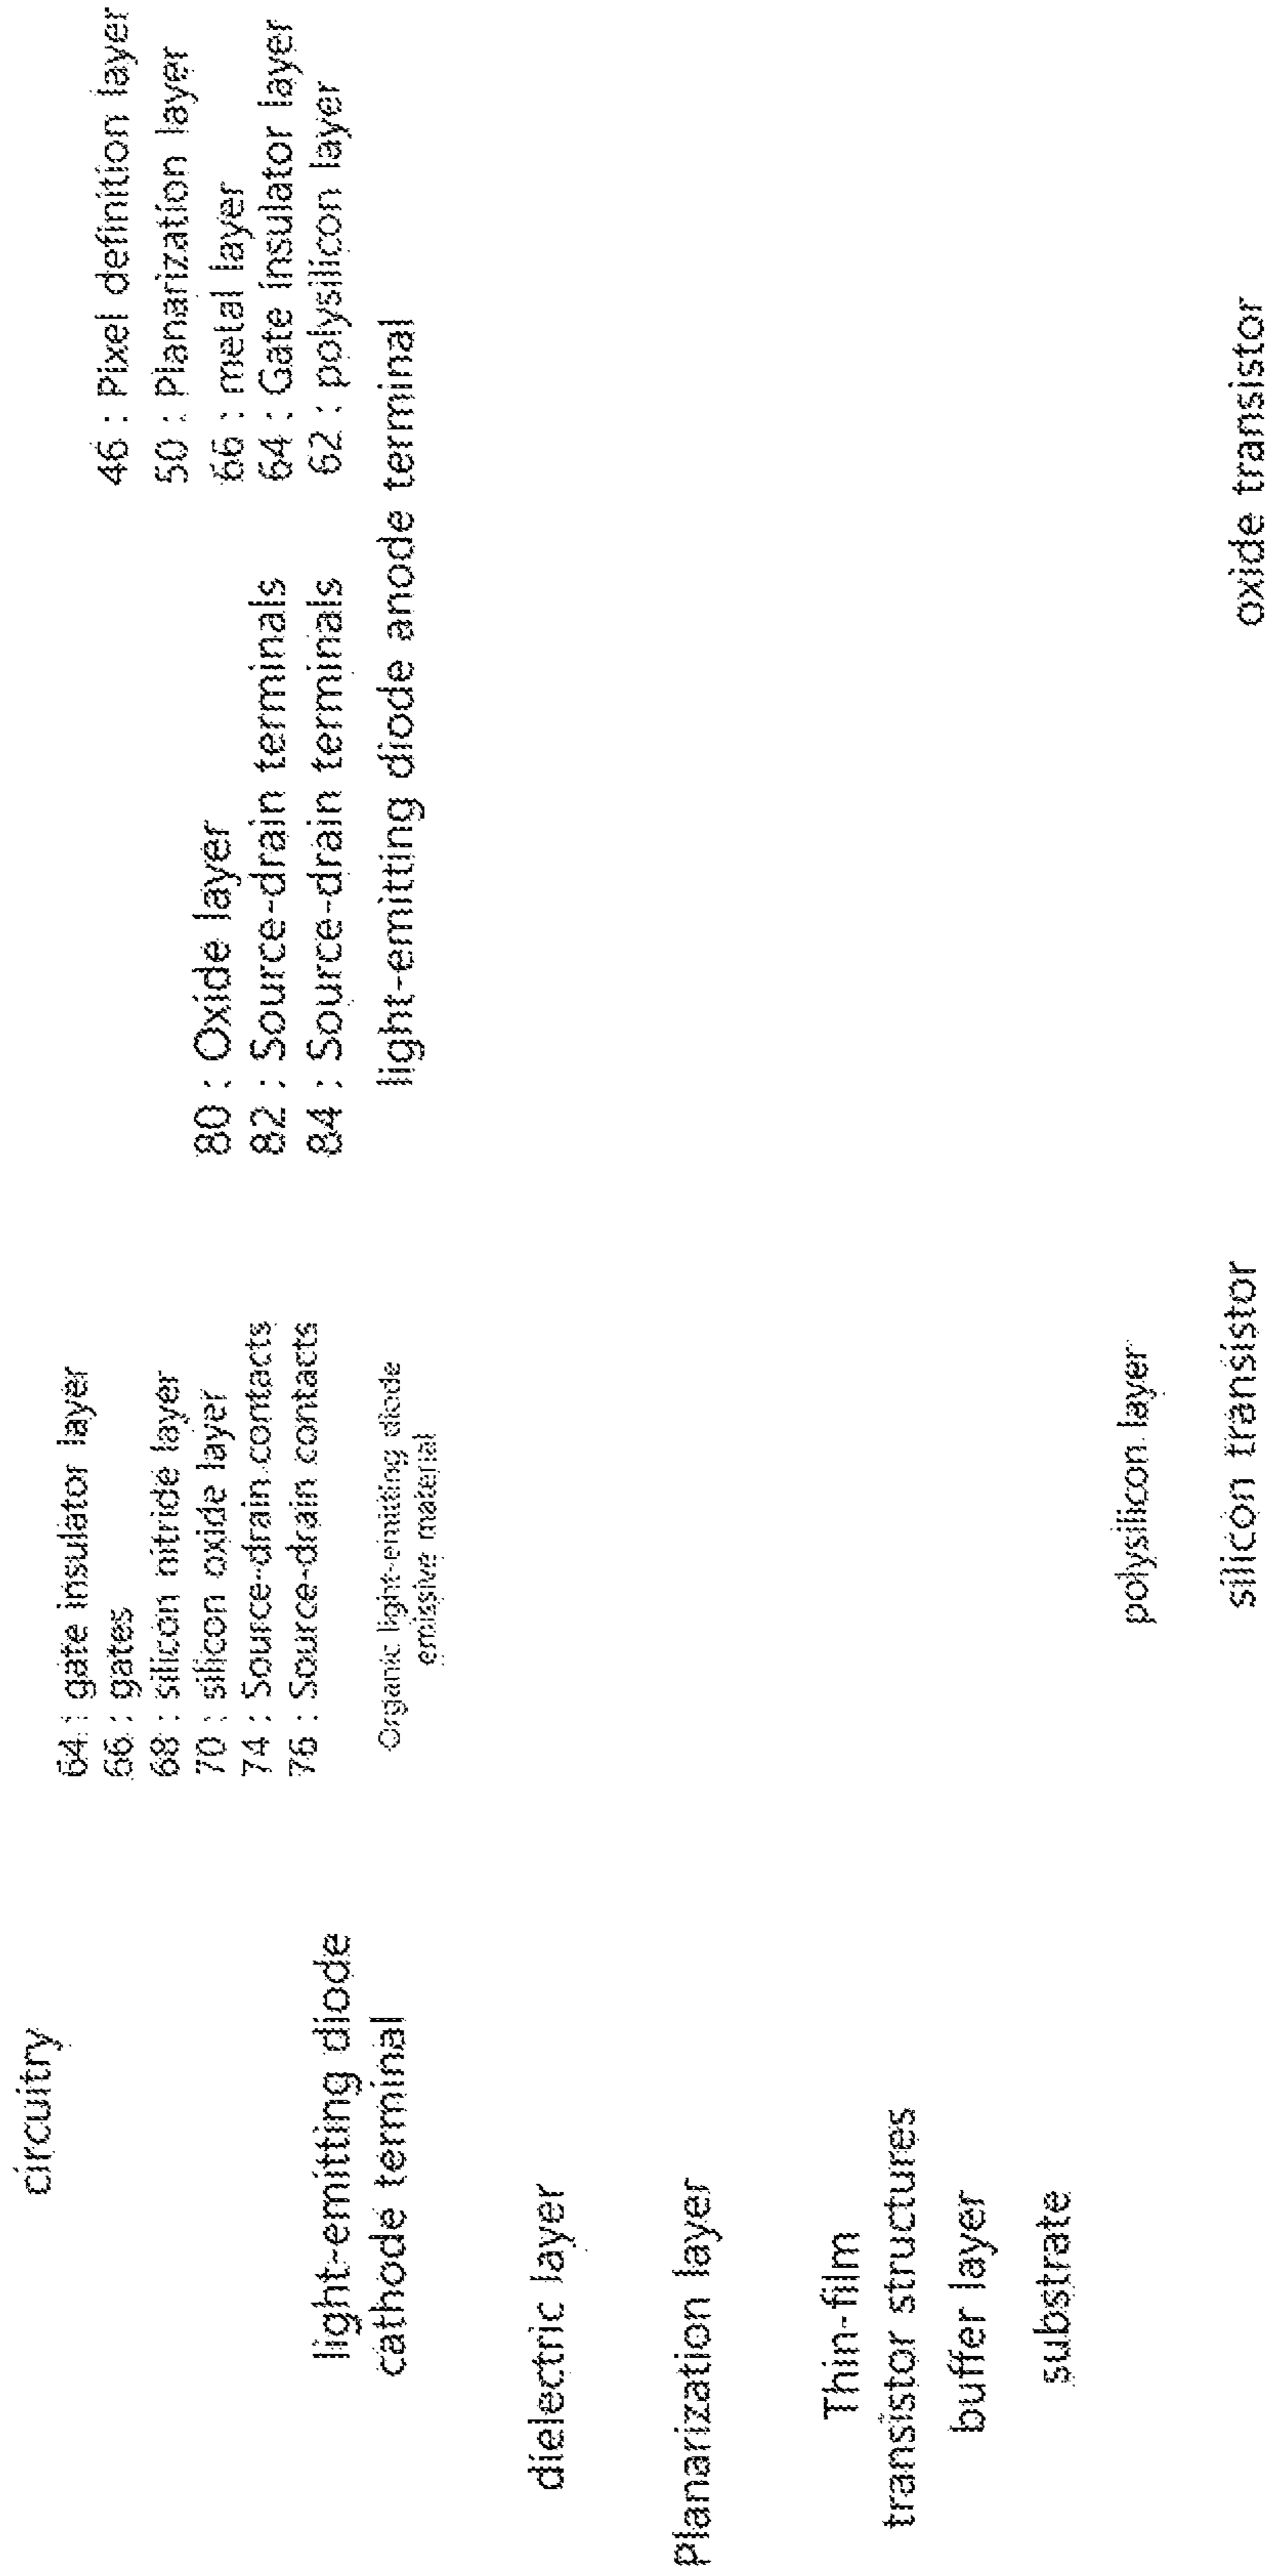 circuitry
64 : gate insulator layer
66 : gates
68 : silicon nitride layer
70 : silicon oxide layer
74 : Source-drain contacts
76 : Source-drain contacts
80 : Oxide layer
82 : Source-drain terminals
84 : Source-drain terminals
46 : Pixel definition layer
50 : Planarization layer
66 : metal layer
64 : Gate insulator layer
62 : polysilicon layer
light-emitting diode
cathode terminal
Organic light-emitting diode
emissive material
light-emitting diode anode terminal
dielectric layer
Planarization layer
Thin-film
transistor structures
buffer layer
substrate
polysilicon layer
silicon transistor
oxide transistor